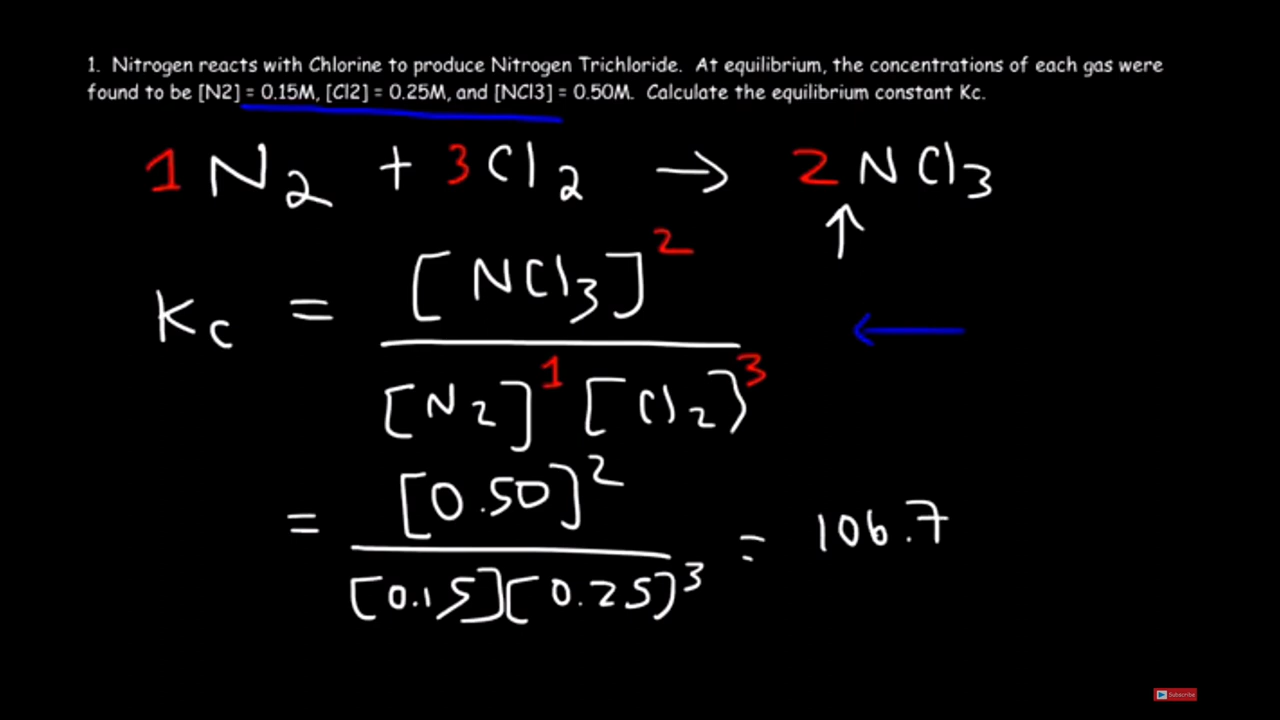 1. Nitrogen reacts with Chlorine to produce Nitrogen Trichloride. At equilibrium, the concentrations of each gas were
found to be [N2] = 0.15M, [Cl2] = 0.25M, and [NCl3] = 0.50M. Calculate the equilibrium constant Kc.
1 N2 + 3 Cl2 → 2 NCl3
↑
Kc = [NCl3]^2
←
[N2]^1 [Cl2]^3
= [0.50]^2
= 106.7
[0.15][0.25]^3
Subscribe